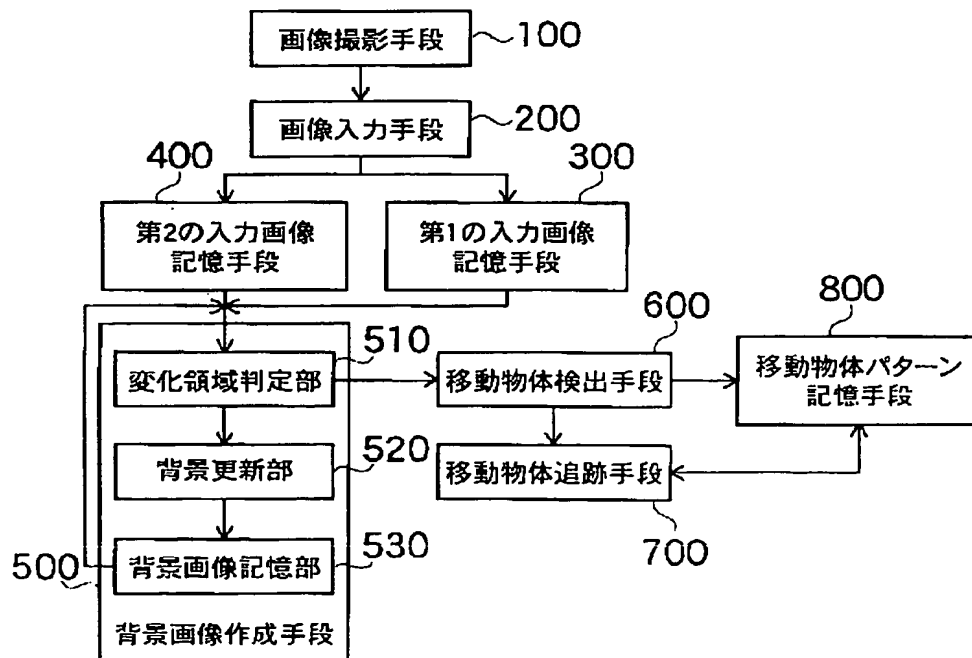 画像撮影手段
100
画像入力手段
200
400
300
第2の入力画像
記憶手段
第1の入力画像
記憶手段
510
変化領域判定部
600
移動物体検出手段
800
移動物体パターン
記憶手段
520
背景更新部
移動物体追跡手段
700
530
背景画像記憶部
500
背景画像作成手段